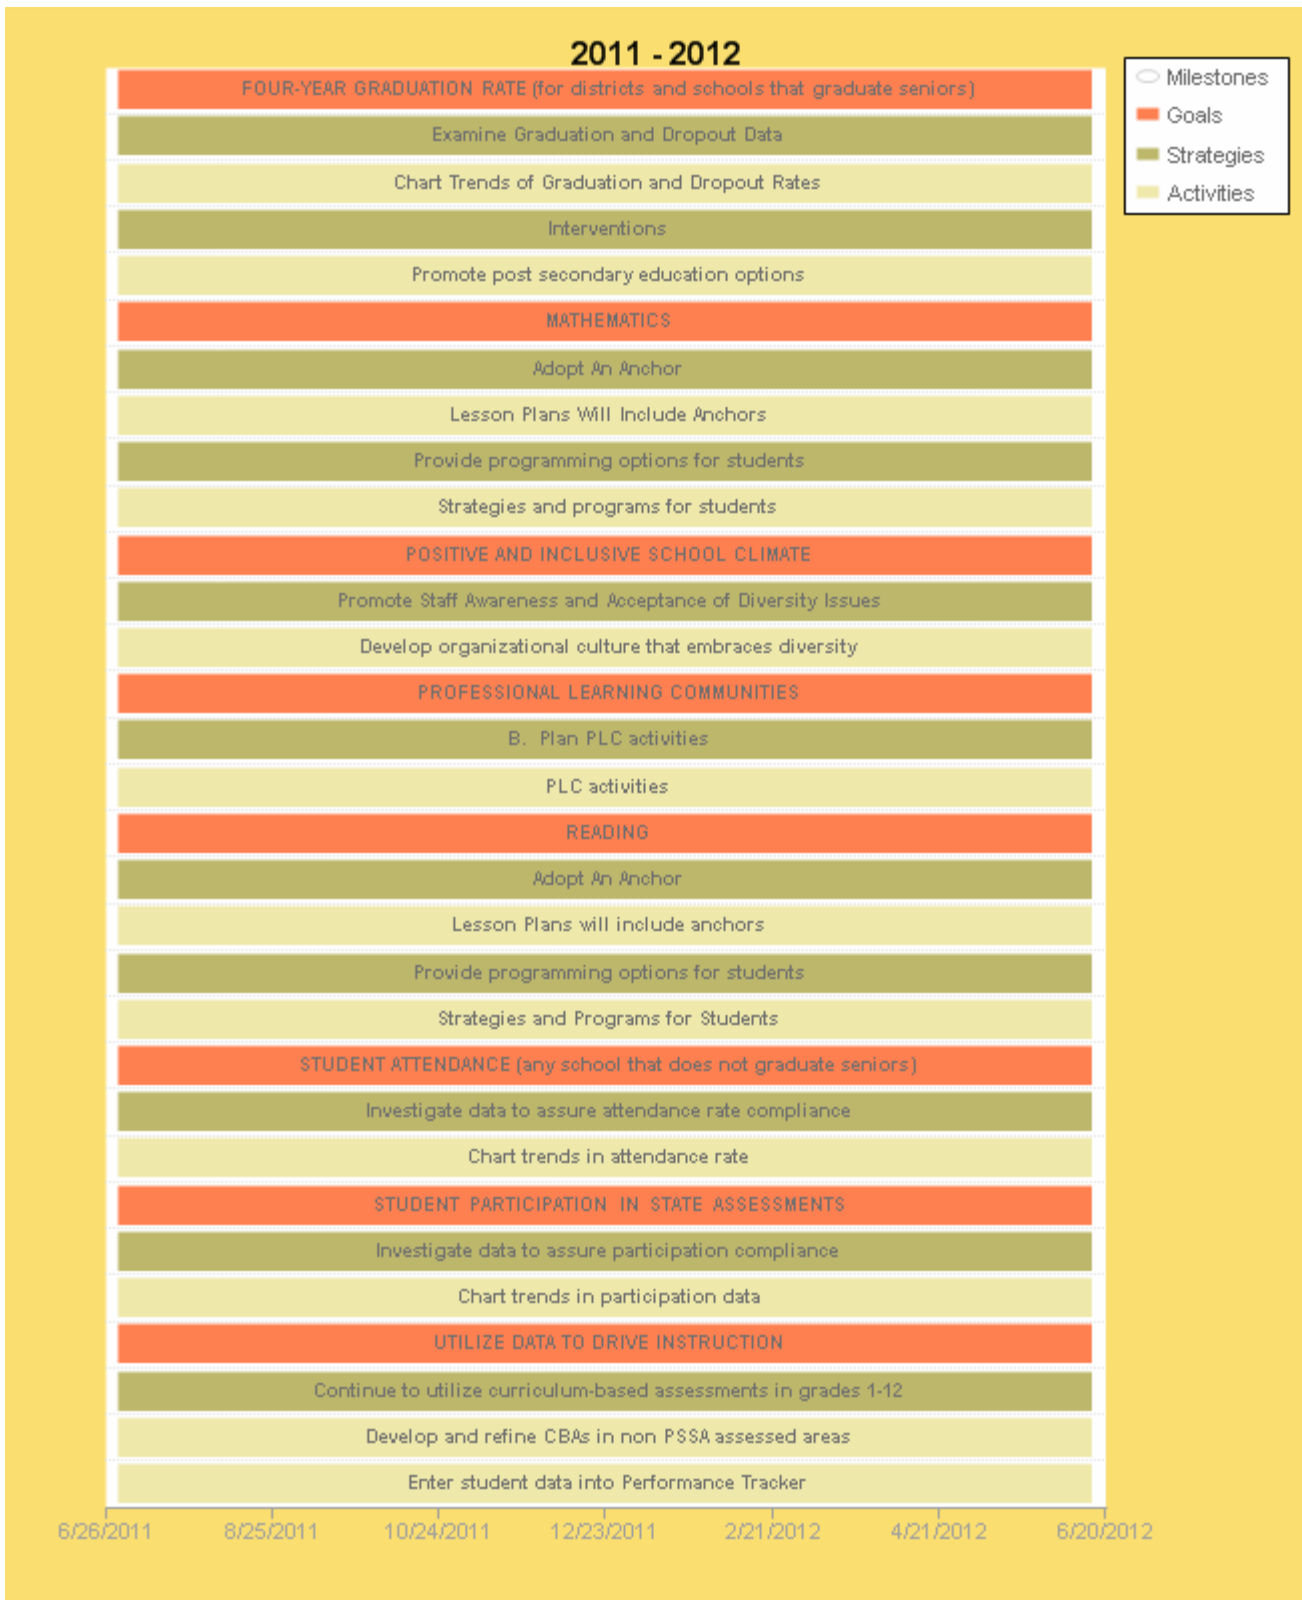 2011 - 2012
Milestones
Goals
Strategies
Activities
FOUR-YEAR GRADUATION RATE (for districts and schools that graduate seniors)
Examine Graduation and Dropout Data
Chart Trends of Graduation and Dropout Rates
Interventions
Promote post secondary education options
MATHEMATICS
Adopt An Anchor
Lesson Plans Will Include Anchors
Provide programming options for students
Strategies and programs for students
POSITIVE AND INCLUSIVE SCHOOL CLIMATE
Promote Staff Awareness and Acceptance of Diversity Issues
Develop organizational culture that embraces diversity
PROFESSIONAL LEARNING COMMUNITIES
B. Plan PLC activities
PLC activities
READING
Adopt An Anchor
Lesson Plans will include anchors
Provide programming options for students
Strategies and Programs for Students
STUDENT ATTENDANCE (any school that does not graduate seniors)
Investigate data to assure attendance rate compliance
Chart trends in attendance rate
STUDENT PARTICIPATION IN STATE ASSESSMENTS
Investigate data to assure participation compliance
Chart trends in participation data
UTILIZE DATA TO DRIVE INSTRUCTION
Continue to utilize curriculum-based assessments in grades 1-12
Develop and refine CBAs in non PSSA assessed areas
Enter student data into Performance Tracker
6/26/2011 8/25/2011 10/24/2011 12/23/2011 2/21/2012 4/21/2012 6/20/2012